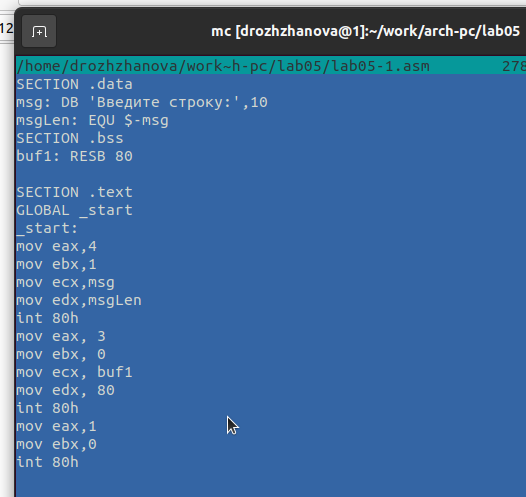 12
mc [drozhzhanova@1]:~/work/arch-pc/lab05
/home/drozhzhanova/work~h-pc/lab05/lab05-1.asm 278
SECTION .data
msg: DB 'Введите строку:',10
msgLen: EQU $-msg
SECTION .bss
buf1: RESB 80
SECTION .text
GLOBAL _start
_start:
mov eax,4
mov ebx,1
mov ecx,msg
mov edx,msgLen
int 80h
mov eax, 3
mov ebx, 0
mov ecx, buf1
mov edx, 80
int 80h
mov eax,1
mov ebx,0
int 80h